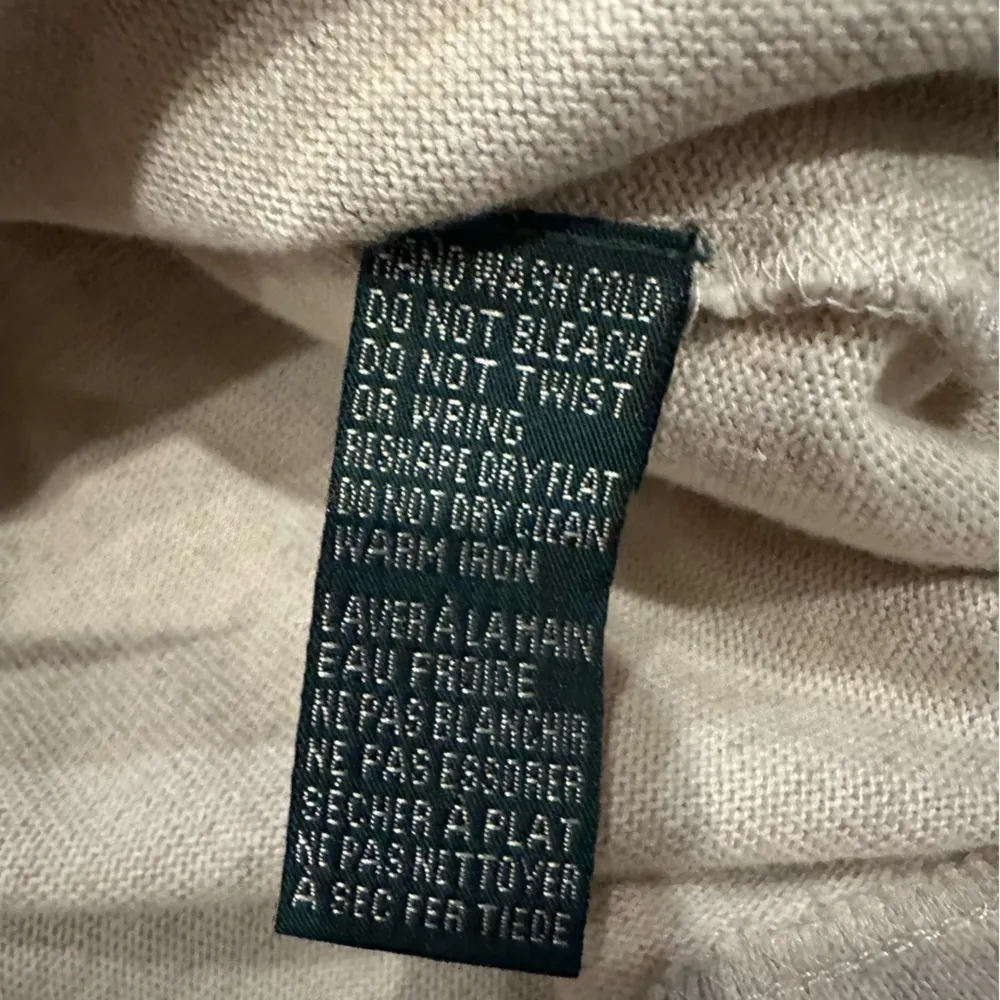 HAND WASH COLD
DO NOT BLEACH
DO NOT TWIST
OR WRING
RESHAPE DRY FLAT
DO NOT DRY CLEAN
WARM IRON
LAVER À LA MAIN
EAU FROIDE
NE PAS BLANCHIR
NE PAS ESSORER
SÉCHER À PLAT
NE PAS NETTOYER
A SEC FER TIEDE